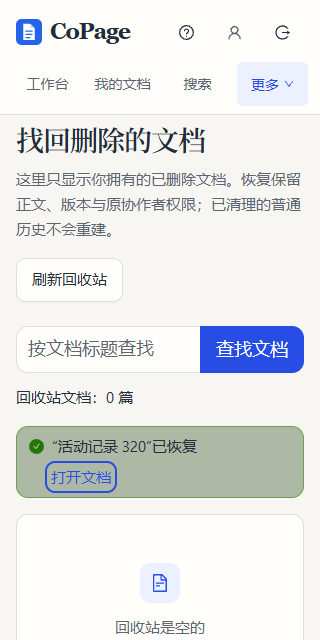 CoPage
工作台 我的文档 搜索 更多
找回删除的文档
这里只显示你拥有的已删除文档。恢复保留
正文、版本与原协作者权限；已清理的普通
历史不会重建。
刷新回收站
按文档标题查找 查找文档
回收站文档：0 篇
“活动记录 320”已恢复
打开文档
回收站是空的